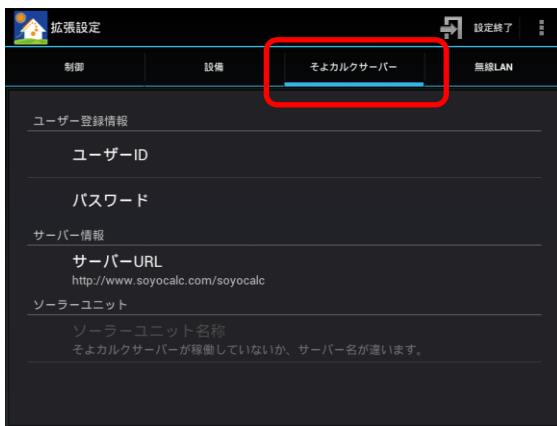 拡張設定 設定終了
制御 設備 そよカルクサーバー 無線LAN
ユーザー登録情報
ユーザーID
パスワード
サーバー情報
サーバーURL
http://www.soyocalc.com/soyocalc
ソーラーユニット
ソーラーユニット名称
そよカルクサーバーが稼働していないか、サーバー名が違います。